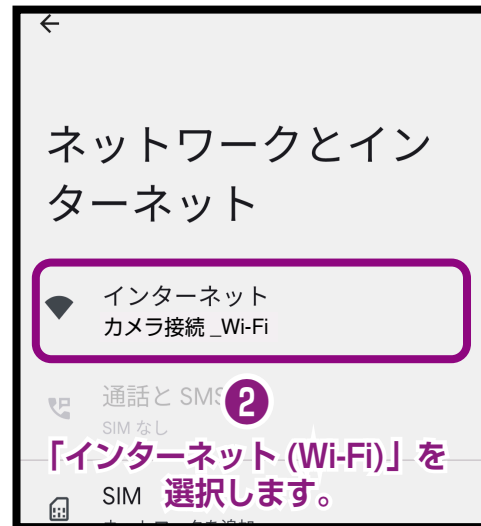 ネットワークとイン
ターネット
インターネット
カメラ接続 _Wi-Fi
通話と SMS
SIM なし
❷
「インターネット (Wi-Fi)」を
選択します。
SIM